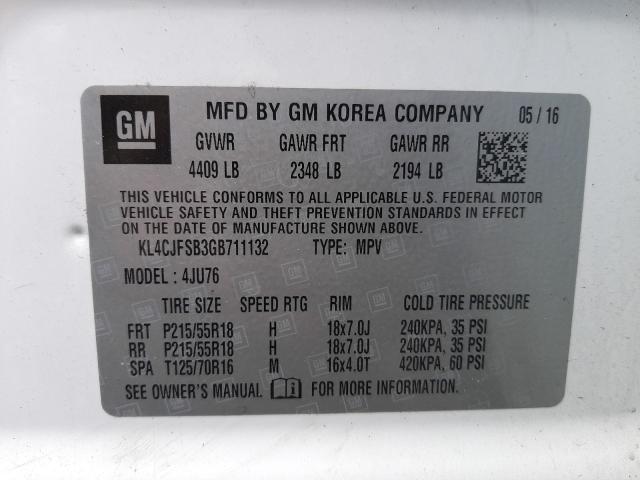 GM MFD BY GM KOREA COMPANY 05 / 16
GVWR GAWR FRT GAWR RR
4409 LB 2348 LB 2194 LB
THIS VEHICLE CONFORMS TO ALL APPLICABLE U.S. FEDERAL MOTOR
VEHICLE SAFETY AND THEFT PREVENTION STANDARDS IN EFFECT
ON THE DATE OF MANUFACTURE SHOWN ABOVE.
KL4CJFSB3GB711132 TYPE: MPV
MODEL : 4JU76
TIRE SIZE SPEED RTG RIM COLD TIRE PRESSURE
FRT P215/55R18 H 18x7.0J 240KPA, 35 PSI
RR P215/55R18 H 18x7.0J 240KPA, 35 PSI
SPA T125/70R16 M 16x4.0T 420KPA, 60 PSI
SEE OWNER'S MANUAL FOR MORE INFORMATION.